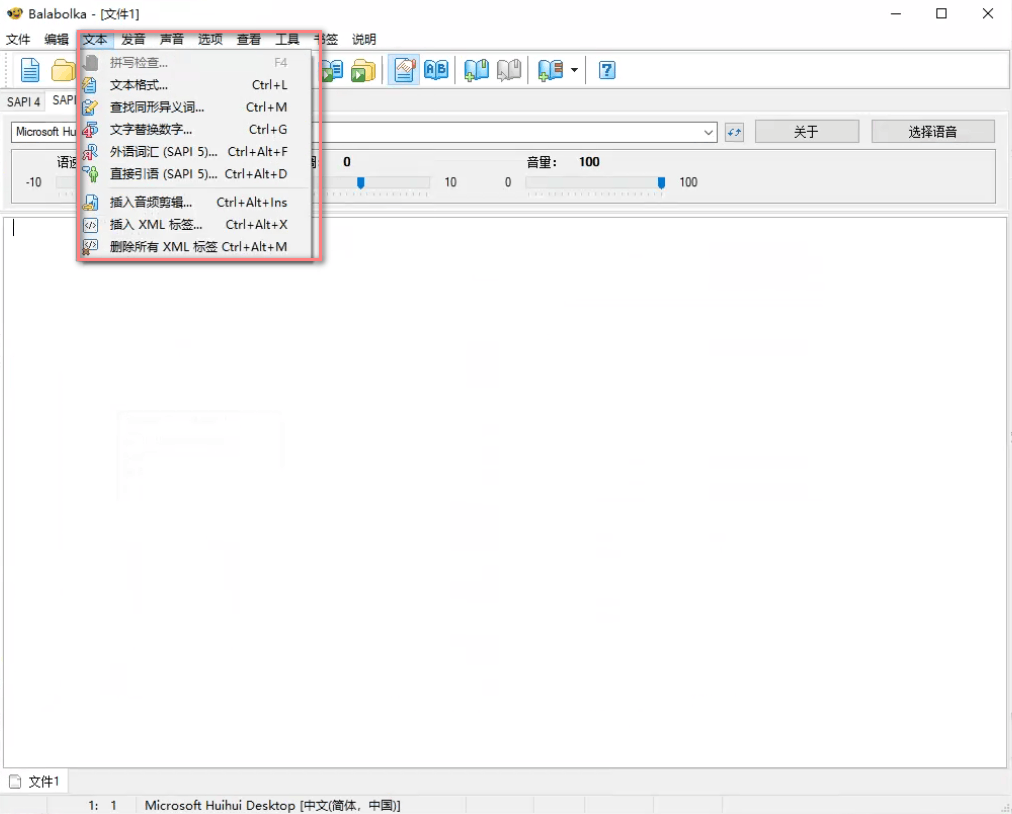 Balabolka - [文件1]
文件 编辑 文本 发音 声音 选项 查看 工具 书签 说明
拼写检查... F4
文本格式... Ctrl+L
查找同形异义词... Ctrl+M
文字替换数字... Ctrl+G
外语词汇 (SAPI 5)... Ctrl+Alt+F
直接引语 (SAPI 5)... Ctrl+Alt+D
插入音频剪辑... Ctrl+Alt+Ins
插入 XML 标签... Ctrl+Alt+X
删除所有 XML 标签 Ctrl+Alt+M
SAPI 4 SAPI
Microsoft Hu 关于 选择语音
语速 0 音量: 100
-10 10 0 100
文件1
1: 1 Microsoft Huihui Desktop [中文(简体，中国)]